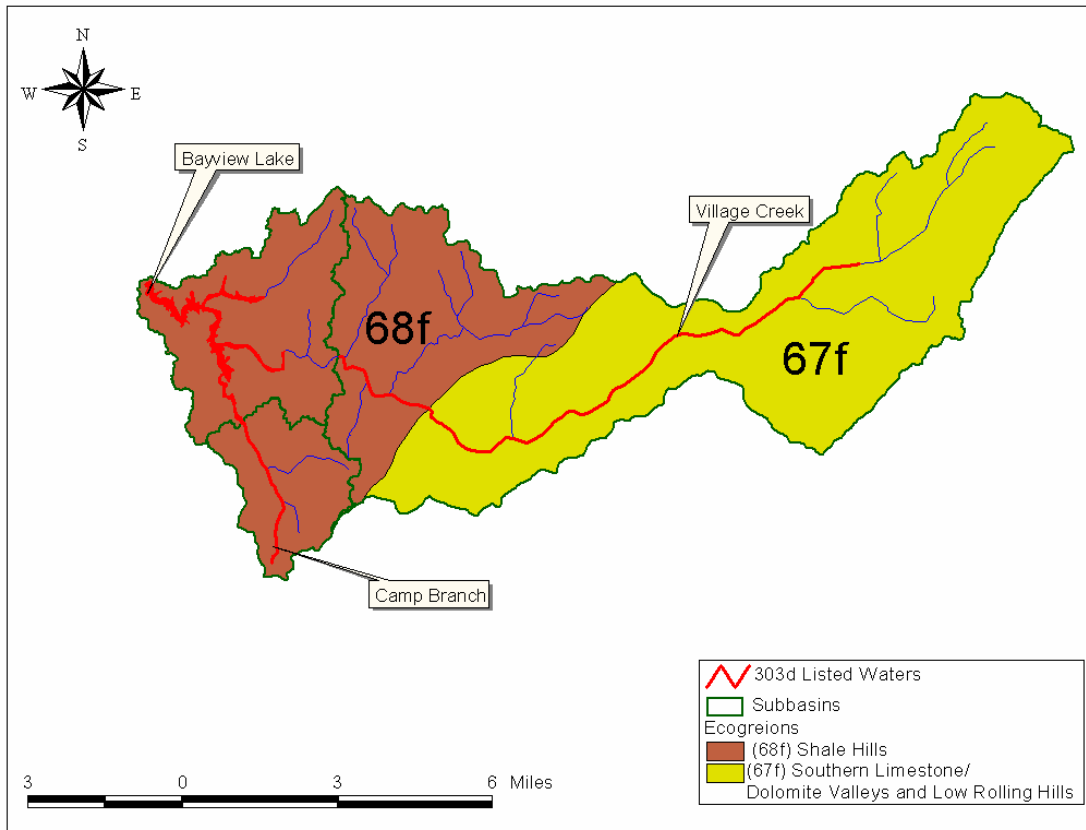 N
W E
S
Bayview Lake
Village Creek
68f
67f
Camp Branch
303d Listed Waters
Subbasins
Ecogreions
(68f) Shale Hills
(67f) Southern Limestone/
Dolomite Valleys and Low Rolling Hills
3 0 3 6 Miles